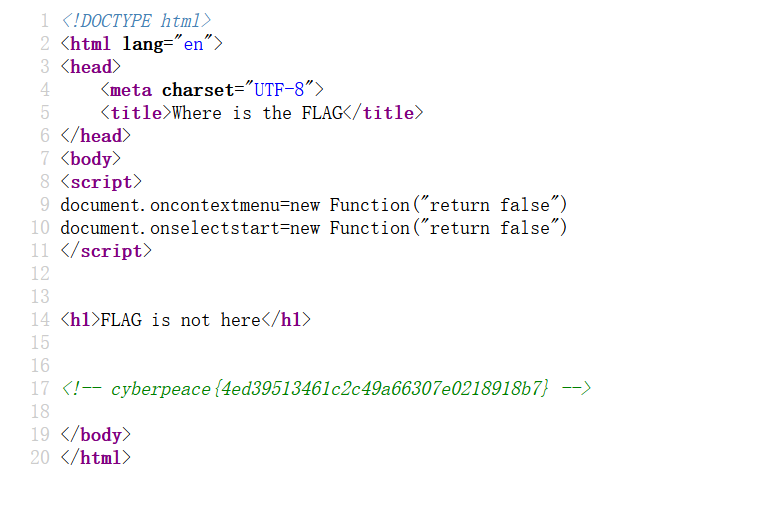 1 <!DOCTYPE html>
2 <html lang="en">
3 <head>
4     <meta charset="UTF-8">
5     <title>Where is the FLAG</title>
6 </head>
7 <body>
8 <script>
9 document.oncontextmenu=new Function("return false")
10 document.onselectstart=new Function("return false")
11 </script>
12
13
14 <h1>FLAG is not here</h1>
15
16
17 <!-- cyberpeace{4ed39513461c2c49a66307e0218918b7} -->
18
19 </body>
20 </html>